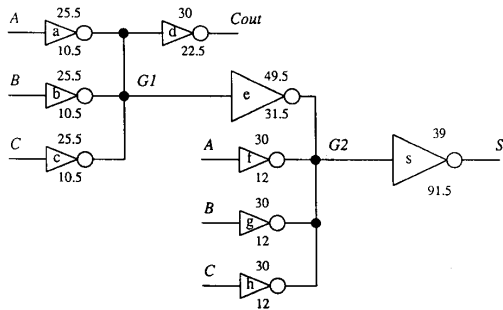 A 25.5 a 10.5
30 d 22.5 Cout
B 25.5 b 10.5
G1
49.5 e 31.5
C 25.5 c 10.5
A 30 f 12
G2
39 s 91.5 S
B 30 g 12
C 30 h 12